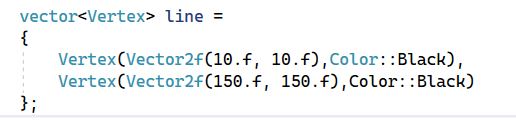 vector<Vertex> line =
{
    Vertex(Vector2f(10.f, 10.f),Color::Black),
    Vertex(Vector2f(150.f, 150.f),Color::Black)
};